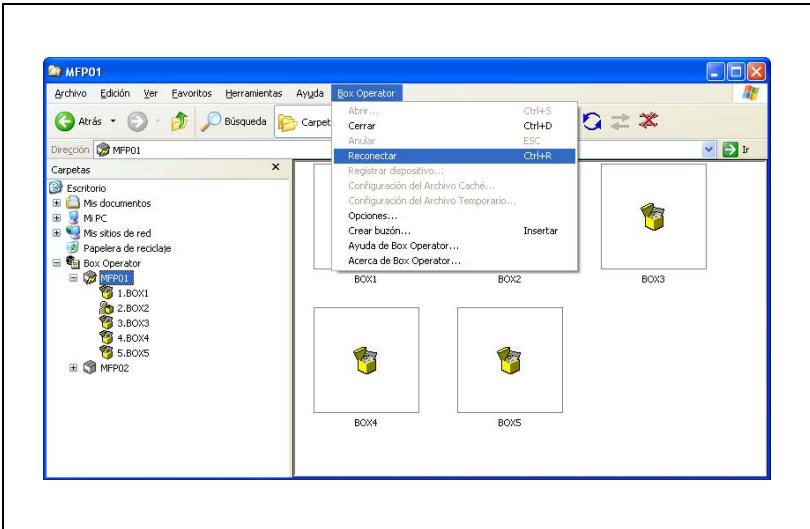 MFP01
Archivo Edición Ver Favoritos Herramientas Ayuda Box Operator
Atrás Búsqueda Carpet
Dirección MFP01 Ir
Abrir... Ctrl+S
Cerrar Ctrl+D
Anular ESC
Reconectar Ctrl+R
Registrar dispositivo...
Configuración del Archivo Caché...
Configuración del Archivo Temporario...
Opciones...
Crear buzón... Insertar
Ayuda de Box Operator...
Acerca de Box Operator...
Carpetas
Escritorio
Mis documentos
Mi PC
Mis sitios de red
Papelera de reciclaje
Box Operator
MFP01
1.BOX1
2.BOX2
3.BOX3
4.BOX4
5.BOX5
MFP02
BOX1 BOX2 BOX3
BOX4 BOX5